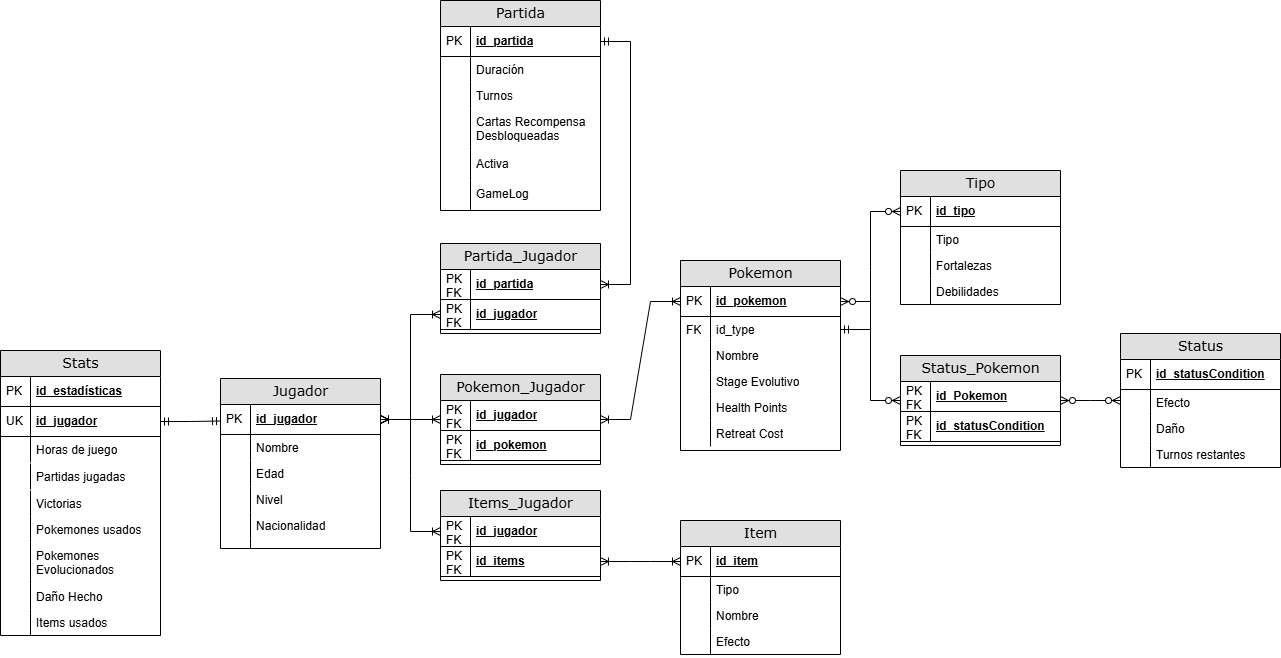 Partida
PK id_partida
Duración
Turnos
Cartas Recompensa
Desbloqueadas
Activa
GameLog
Partida_Jugador
PK
FK
id_partida
PK
FK
id_jugador
Stats
PK id_estadísticas
UK id_jugador
Horas de juego
Partidas jugadas
Victorias
Pokemones usados
Pokemones
Evolucionados
Daño Hecho
Items usados
Jugador
PK id_jugador
Nombre
Edad
Nivel
Nacionalidad
Pokemon_Jugador
PK
FK
id_jugador
PK
FK
id_pokemon
Items_Jugador
PK
FK
id_jugador
PK
FK
id_items
Pokemon
PK id_pokemon
FK id_type
Nombre
Stage Evolutivo
Health Points
Retreat Cost
Item
PK id_item
Tipo
Nombre
Efecto
Tipo
PK id_tipo
Tipo
Fortalezas
Debilidades
Status_Pokemon
PK
FK
id_Pokemon
PK
FK
id_statusCondition
Status
PK id_statusCondition
Efecto
Daño
Turnos restantes